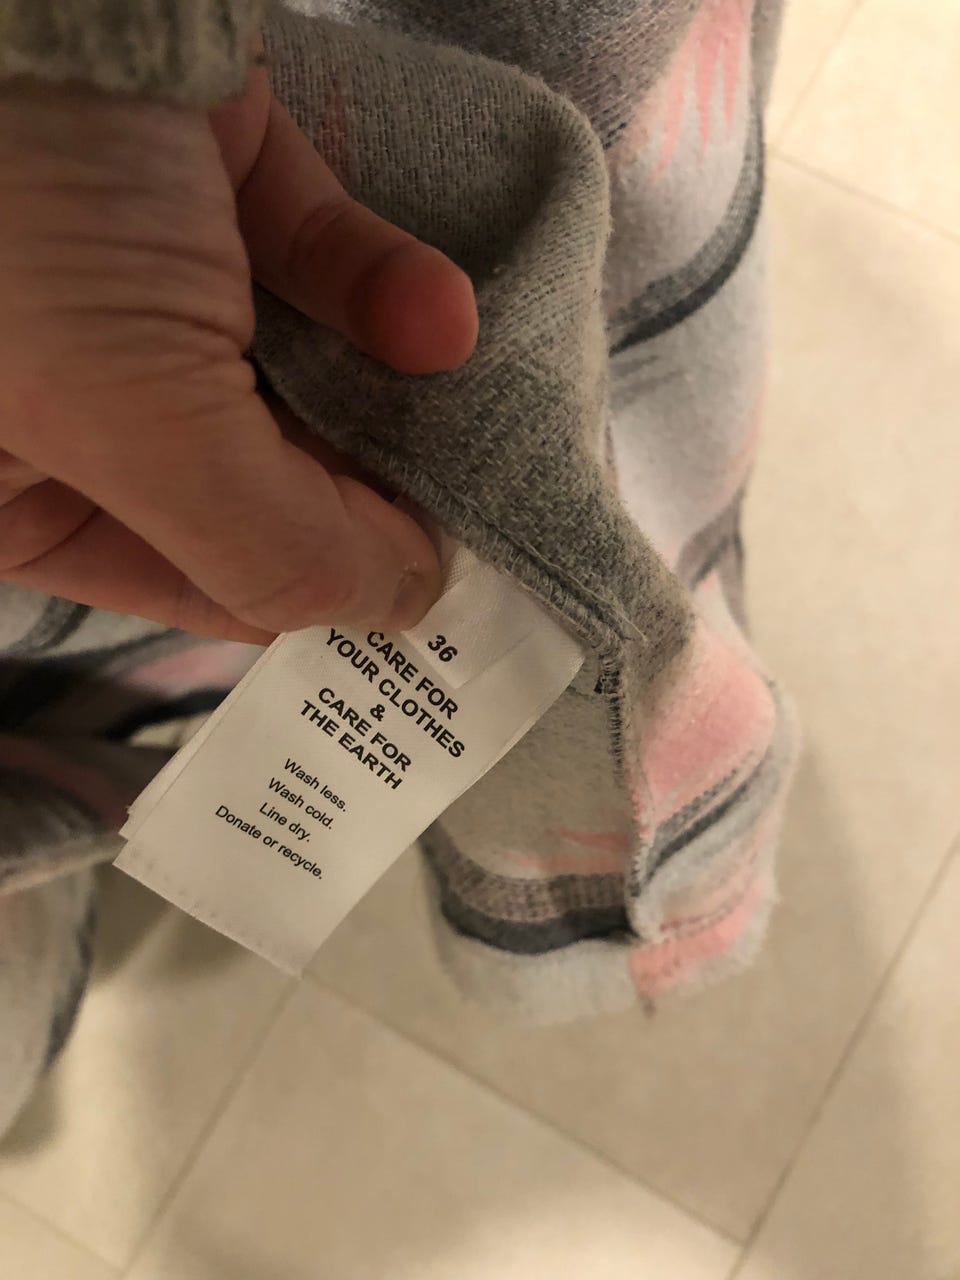 36
CARE FOR
YOUR CLOTHES
&
CARE FOR
THE EARTH
Wash less.
Wash cold.
Line dry.
Donate or recycle.